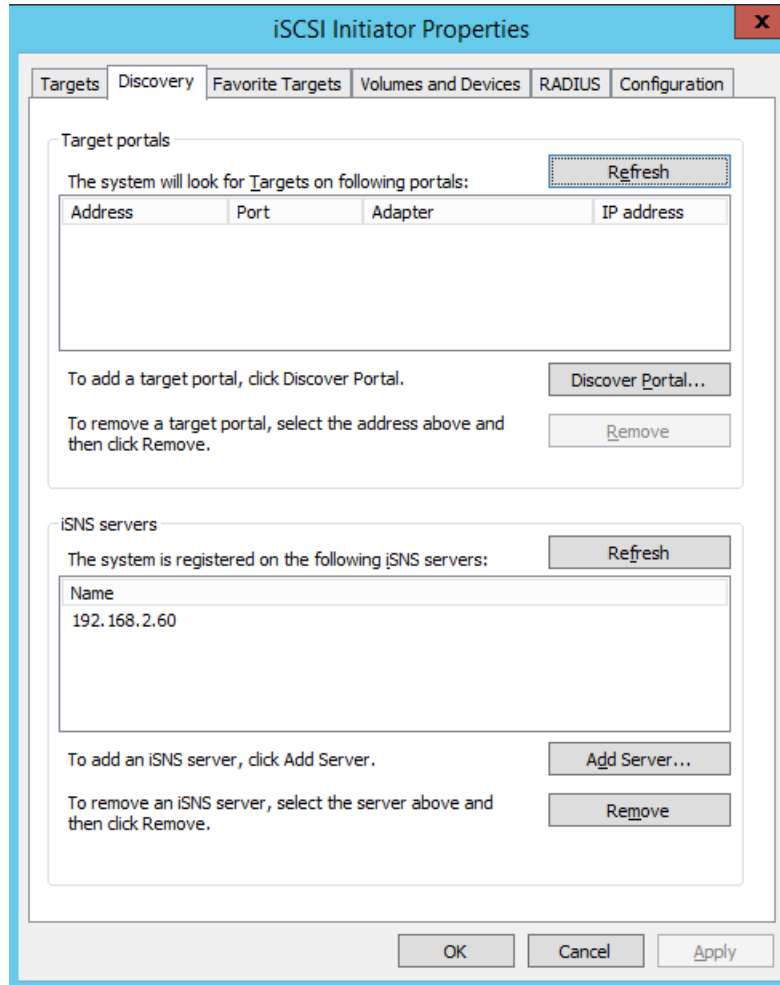 iSCSI Initiator Properties
x
Targets Discovery Favorite Targets Volumes and Devices RADIUS Configuration
Target portals
The system will look for Targets on following portals:
Refresh
Address Port Adapter IP address
To add a target portal, click Discover Portal.
Discover Portal...
To remove a target portal, select the address above and
then click Remove.
Remove
iSNS servers
The system is registered on the following iSNS servers:
Refresh
Name
192.168.2.60
To add an iSNS server, click Add Server.
Add Server...
To remove an iSNS server, select the server above and
then click Remove.
Remove
OK Cancel Apply